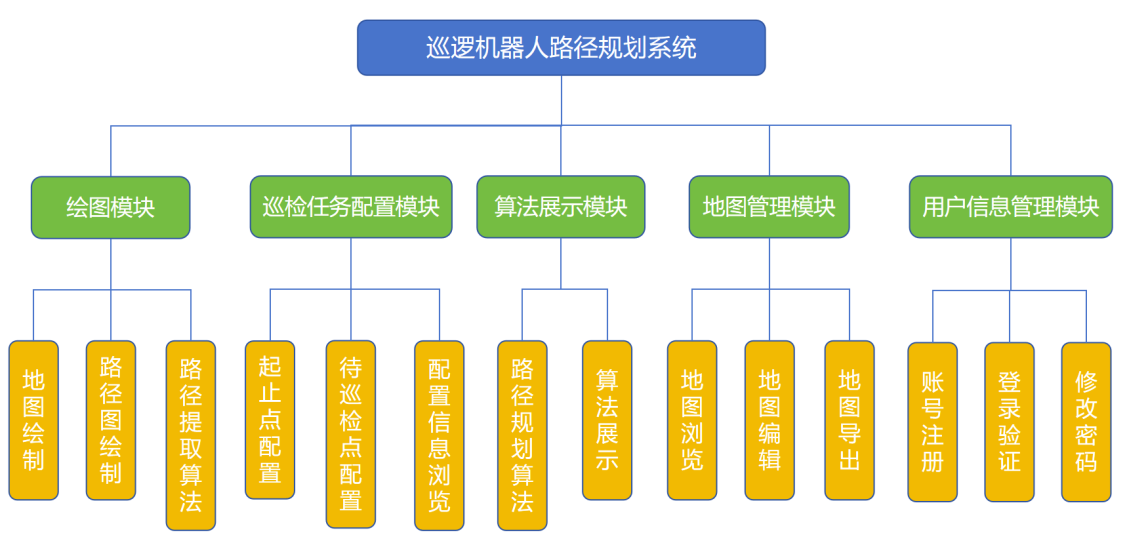 巡逻机器人路径规划系统
绘图模块
巡检任务配置模块
算法展示模块
地图管理模块
用户信息管理模块
地图绘制
路径图绘制
路径提取算法
起止点配置
待巡检点配置
配置信息浏览
路径规划算法
算法展示
地图浏览
地图编辑
地图导出
账号注册
登录验证
修改密码